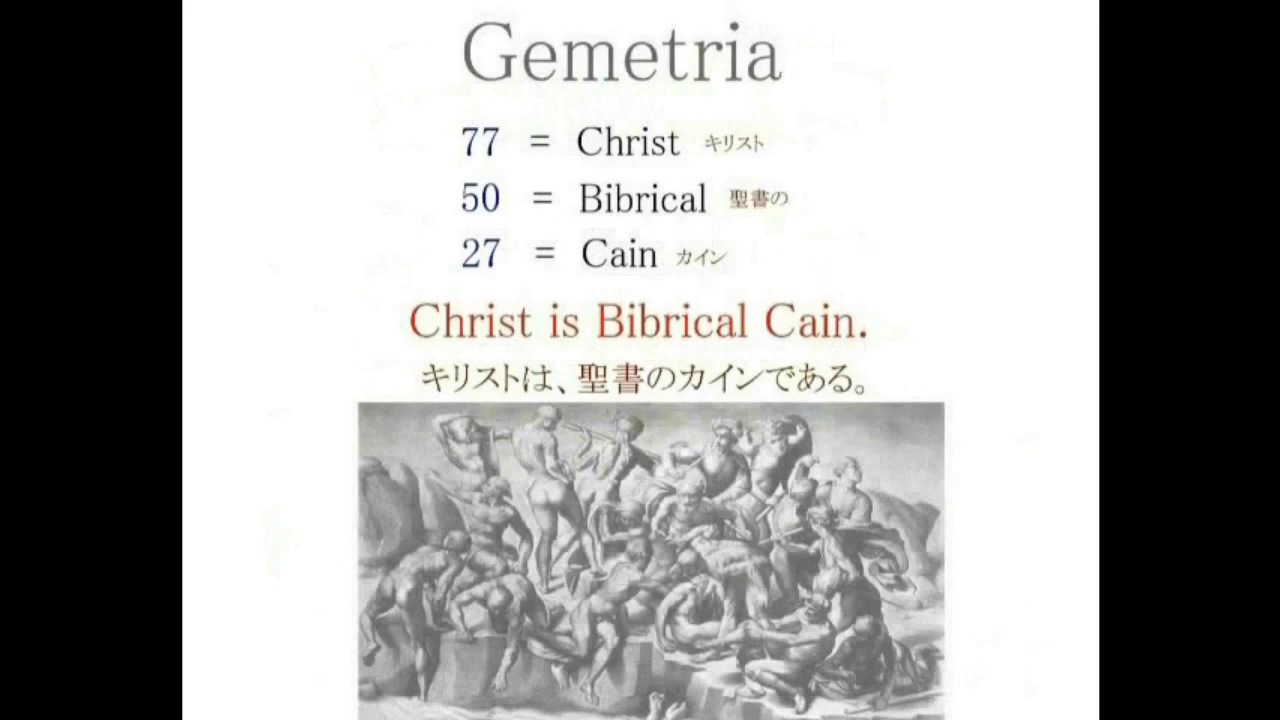 Gemetria
77 = Christ キリスト
50 = Bibrical 聖書の
27 = Cain カイン
Christ is Bibrical Cain.
キリストは、聖書のカインである。